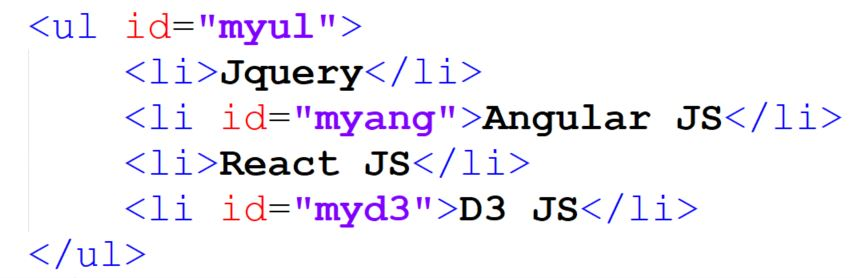 <ul id="myul">
<li>Jquery</li>
<li id="myang">Angular JS</li>
<li>React JS</li>
<li id="myd3">D3 JS</li>
</ul>